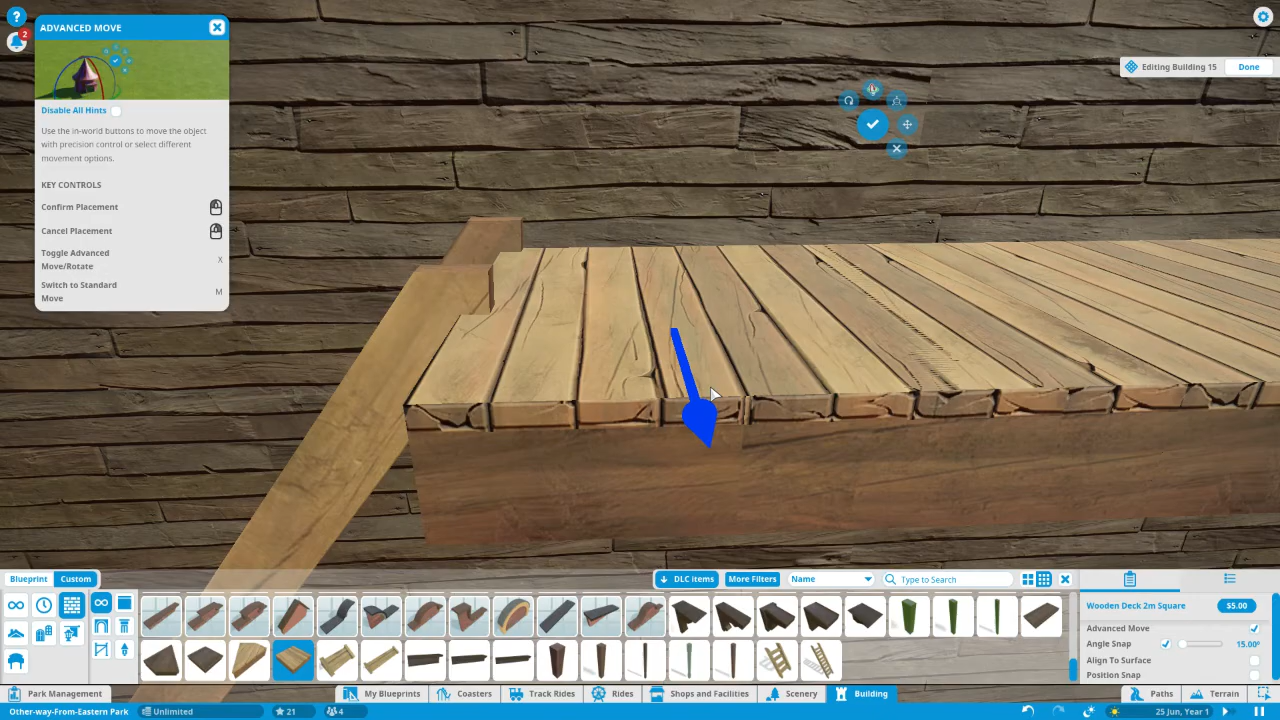 ?
2
ADVANCED MOVE
Disable All Hints
Use the in-world buttons to move the object
with precision control or select different
movement options.
KEY CONTROLS
Confirm Placement
Cancel Placement
Toggle Advanced
Move/Rotate
X
Switch to Standard
Move
M
Editing Building 15
Done
Blueprint
Custom
DLC items
More Filters
Name
Type to Search
Wooden Deck 2m Square
$5.00
Advanced Move
Angle Snap
15.00°
Align To Surface
Position Snap
Park Management
My Blueprints
Coasters
Track Rides
Rides
Shops and Facilities
Scenery
Building
Paths
Terrain
Other-way-From-Eastern Park
Unlimited
21
4
25 Jun, Year 1